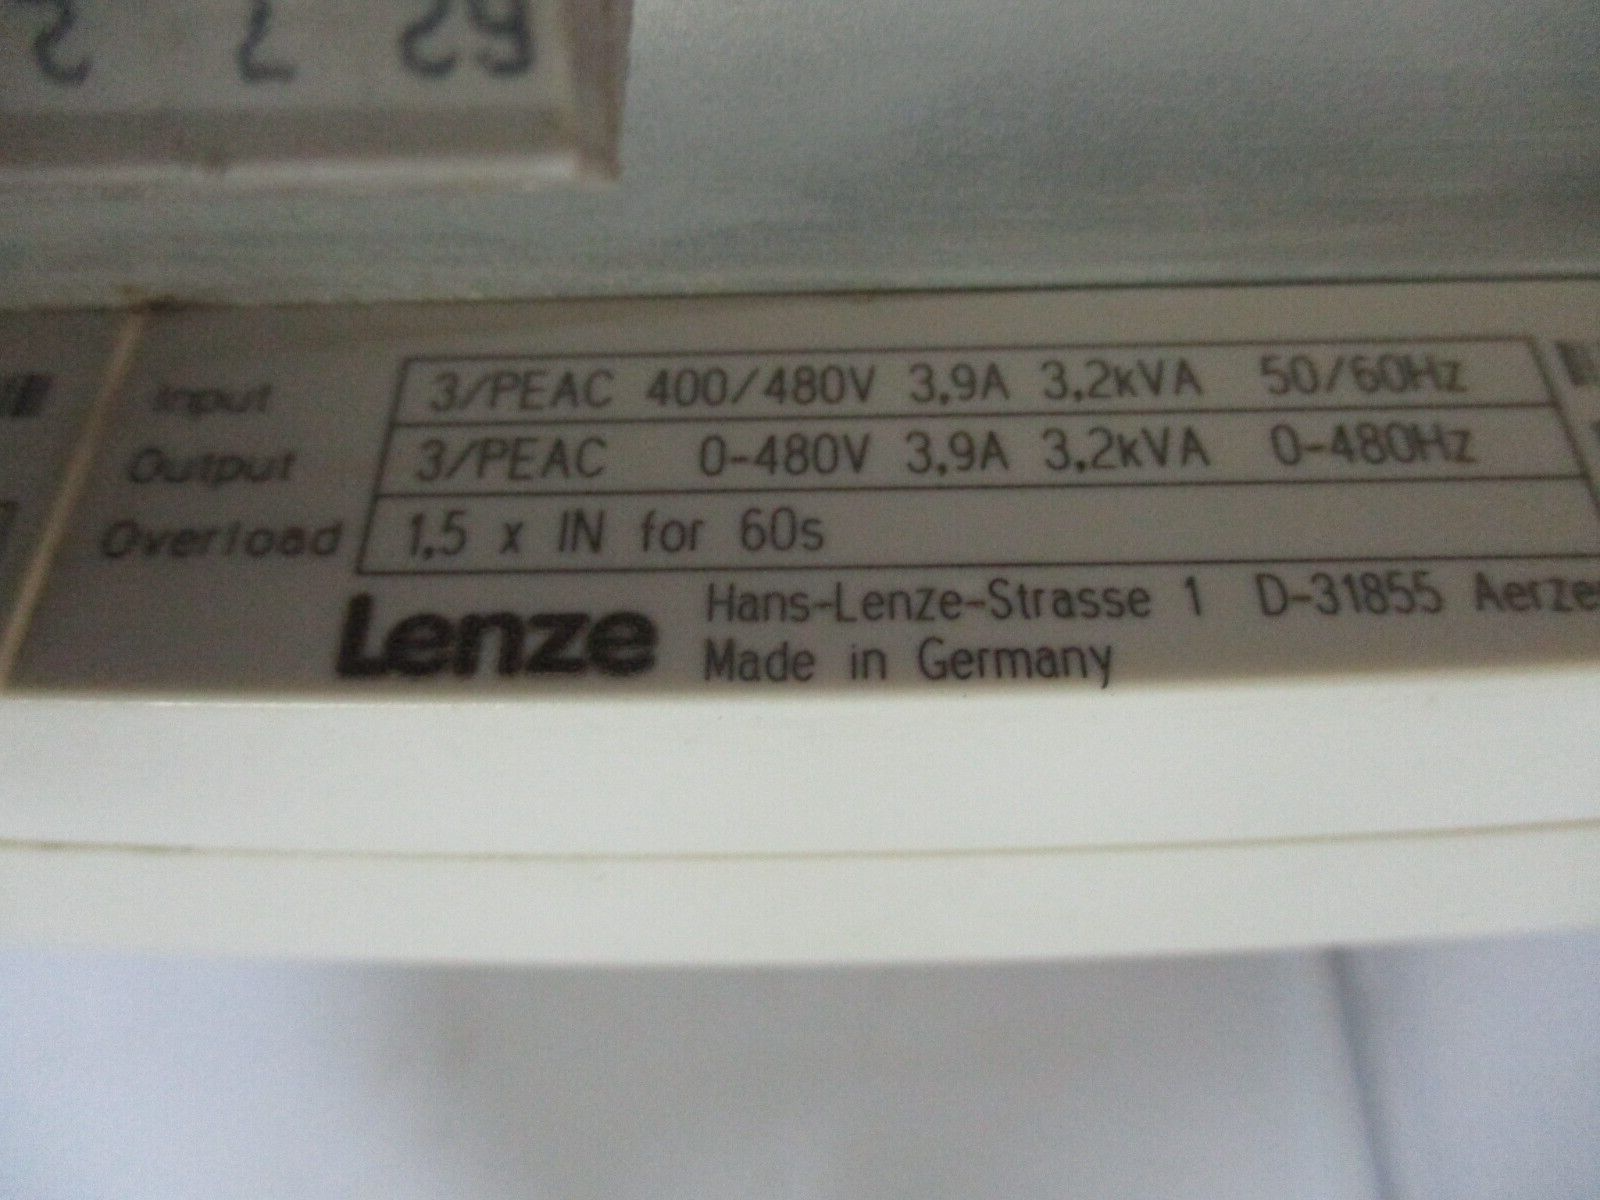 62 7 2
Input 3/PEAC 400/480V 3.9A 3.2kVA 50/60Hz
Output 3/PEAC 0-480V 3.9A 3.2kVA 0-480Hz
Overload 1.5 x IN for 60s
Lenze Hans-Lenze-Strasse 1 D-31855 Aerze
Made in Germany